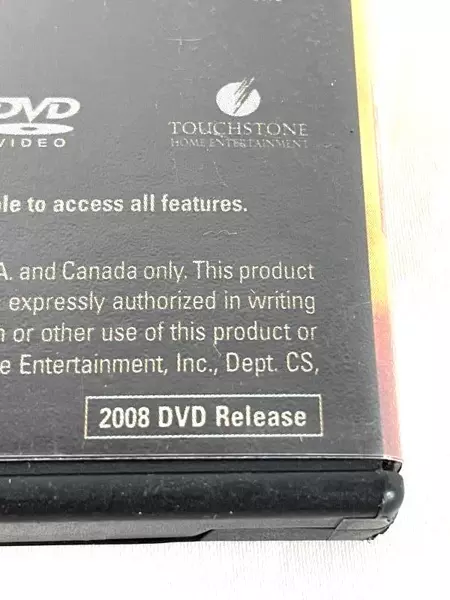 DVD
VIDEO
TOUCHSTONE
HOME ENTERTAINMENT
le to access all features.
A. and Canada only. This product
expressly authorized in writing
n or other use of this product or
e Entertainment, Inc., Dept. CS,
2008 DVD Release